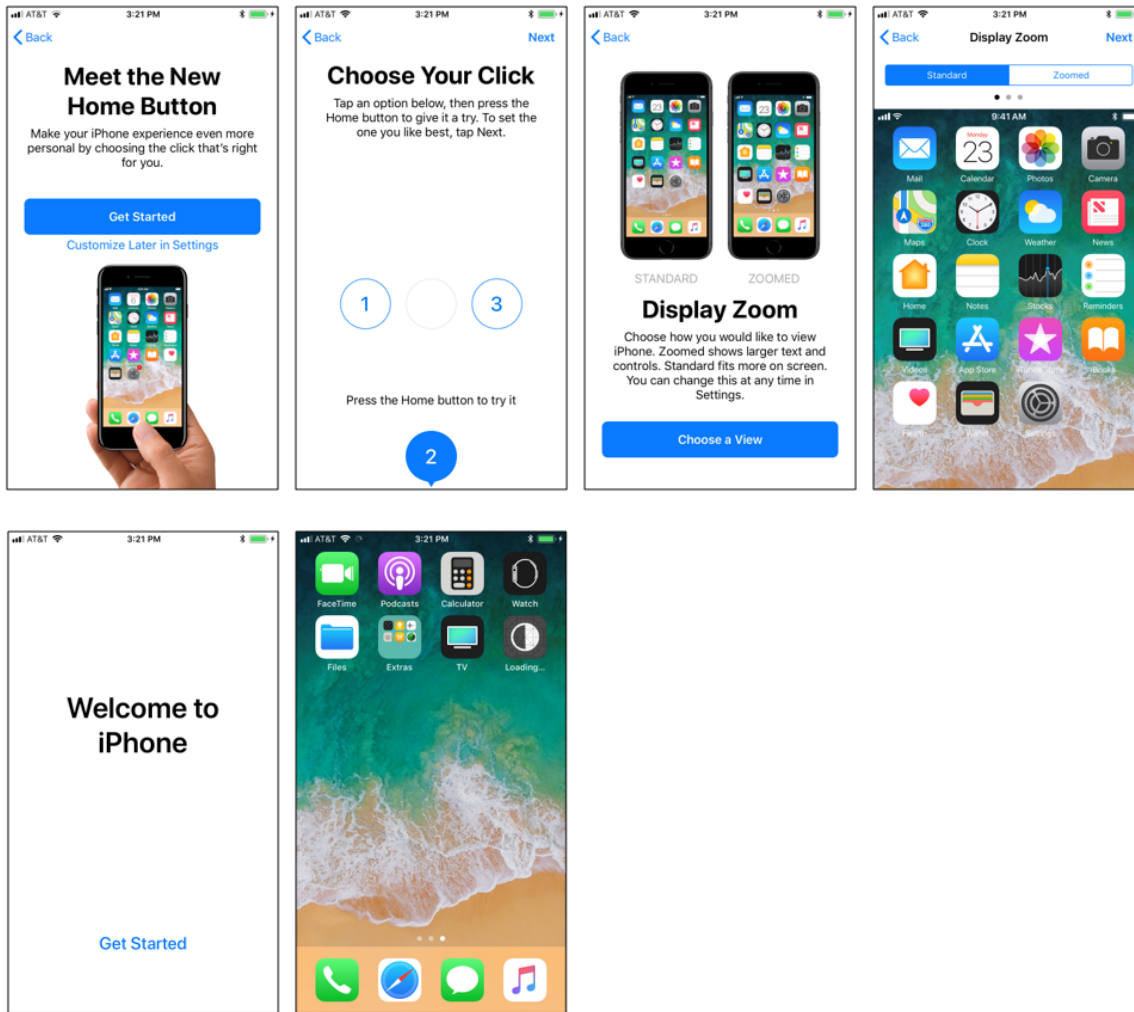 AT&T 3:21 PM
Back
Meet the New
Home Button
Make your iPhone experience even more
personal by choosing the click that's right
for you.
Get Started
Customize Later in Settings
AT&T 3:21 PM
Back Next
Choose Your Click
Tap an option below, then press the
Home button to give it a try. To set the
one you like best, tap Next.
1 3
Press the Home button to try it
2
AT&T 3:21 PM
Back
23 23
STANDARD ZOOMED
Display Zoom
Choose how you would like to view
iPhone. Zoomed shows larger text and
controls. Standard fits more on screen.
You can change this at any time in
Settings.
Choose a View
AT&T 3:21 PM
Back Display Zoom Next
Standard Zoomed
9:41 AM
Monday
23
Mail Calendar Photos Camera
Maps Clock Weather News
Home Notes Stocks Reminders
Videos App Store iTunes Store iBooks
Health Wallet Settings
AT&T 3:21 PM
Welcome to
iPhone
Get Started
AT&T 3:21 PM
FaceTime Podcasts Calculator Watch
Files Extras TV Loading...